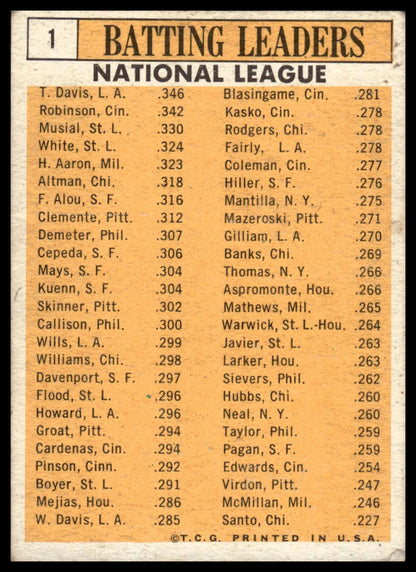 1
BATTING LEADERS
NATIONAL LEAGUE
T. Davis, L. A. .346
Robinson, Cin. .342
Musial, St. L. .330
White, St. L. .324
H. Aaron, Mil. .323
Altman, Chi. .318
F. Alou, S. F. .316
Clemente, Pitt. .312
Demeter, Phil. .307
Cepeda, S. F. .306
Mays, S. F. .304
Kuenn, S. F. .304
Skinner, Pitt. .302
Callison, Phil. .300
Wills, L. A. .299
Williams, Chi. .298
Davenport, S. F. .297
Flood, St. L. .296
Howard, L. A. .296
Groat, Pitt. .294
Cardenas, Cin. .294
Pinson, Cinn. .292
Boyer, St. L. .291
Mejias, Hou. .286
W. Davis, L. A. .285
Blasingame, Cin. .281
Kasko, Cin. .278
Rodgers, Chi. .278
Fairly, L. A. .278
Coleman, Cin. .277
Hiller, S. F. .276
Mantilla, N. Y. .275
Mazeroski, Pitt. .271
Gilliam, L. A. .270
Banks, Chi. .269
Thomas, N. Y. .266
Aspromonte, Hou. .266
Mathews, Mil. .265
Warwick, St. L.-Hou. .264
Javier, St. L. .263
Larker, Hou. .263
Sievers, Phil. .262
Hubbs, Chi. .260
Neal, N. Y. .260
Taylor, Phil. .259
Pagan, S. F. .259
Edwards, Cin. .254
Virdon, Pitt. .247
McMillan, Mil. .246
Santo, Chi. .227
©T.C.G. PRINTED IN U.S.A.